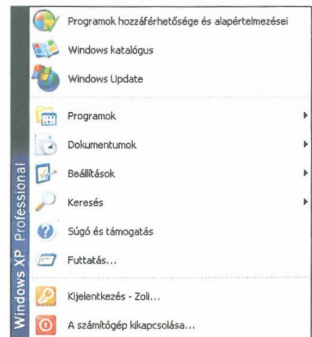 Programok hozzáférhetősége és alapértelmezései
Windows katalógus
Windows Update
Programok
Dokumentumok
Beállítások
Keresés
Súgó és támogatás
Futtatás...
Kijelentkezés - Zoli...
A számítógép kikapcsolása...
Windows XP Professional